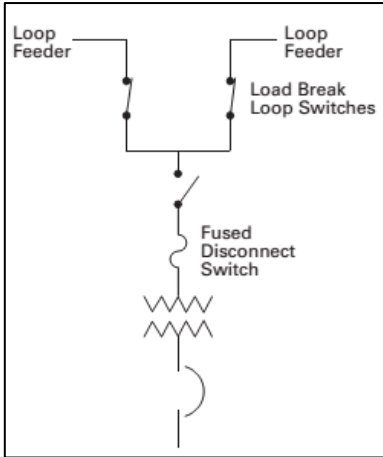 Loop
Feeder
Loop
Feeder
Load Break
Loop Switches
Fused
Disconnect
Switch